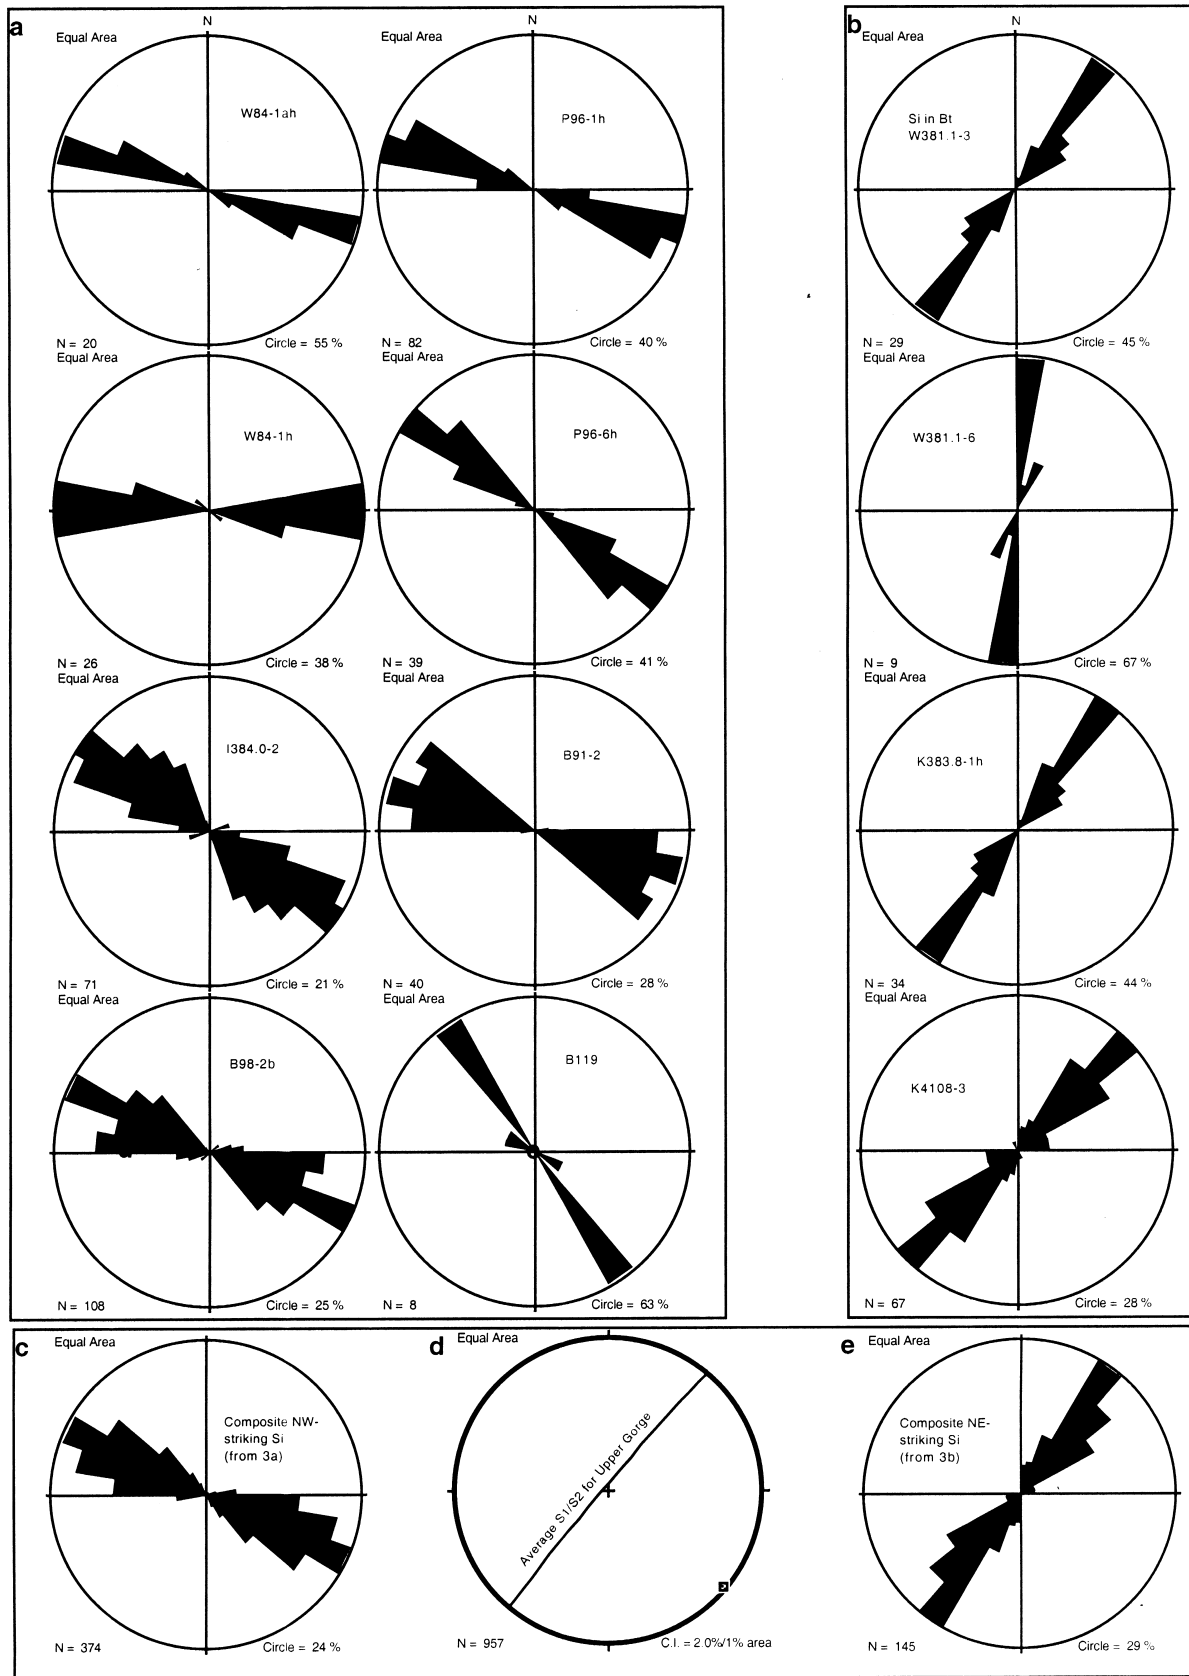 a
N
Equal Area
W84-1ah
N = 20
Circle = 55 %
N
P96-1h
N = 82
Circle = 40 %
Equal Area
W84-1h
N = 26
Circle = 38 %
Equal Area
P96-6h
N = 39
Circle = 41 %
Equal Area
I384.0-2
N = 71
Circle = 21 %
B91-2
N = 40
Circle = 28 %
Equal Area
B98-2b
N = 108
Circle = 25 %
Equal Area
B119
N = 8
Circle = 63 %
Equal Area
b
N
Equal Area
Si in Bt
W381.1-3
N = 29
Circle = 45 %
Equal Area
W381.1-6
N = 9
Circle = 67 %
Equal Area
K383.8-1h
N = 34
Circle = 44 %
Equal Area
K4108-3
N = 67
Circle = 28 %
c
Equal Area
Composite NW-
striking Si
(from 3a)
N = 374
Circle = 24 %
d
Equal Area
Average S1/S2 for Upper Gorge
N = 957
C.I. = 2.0%/1% area
e
Equal Area
Composite NE-
striking Si
(from 3b)
N = 145
Circle = 29 %